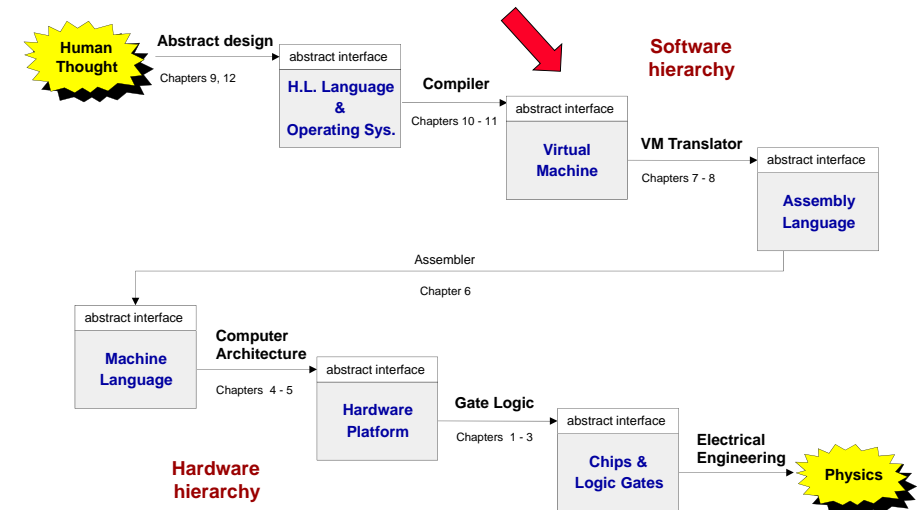 Human
Thought
Abstract design
Chapters 9, 12
abstract interface
H.L. Language
&
Operating Sys.
Compiler
Chapters 10 - 11
abstract interface
Virtual
Machine
Software
hierarchy
VM Translator
Chapters 7 - 8
abstract interface
Assembly
Language
Assembler
Chapter 6
abstract interface
Machine
Language
Computer
Architecture
Chapters 4 - 5
abstract interface
Hardware
Platform
Gate Logic
Chapters 1 - 3
abstract interface
Chips &
Logic Gates
Electrical
Engineering
Physics
Hardware
hierarchy